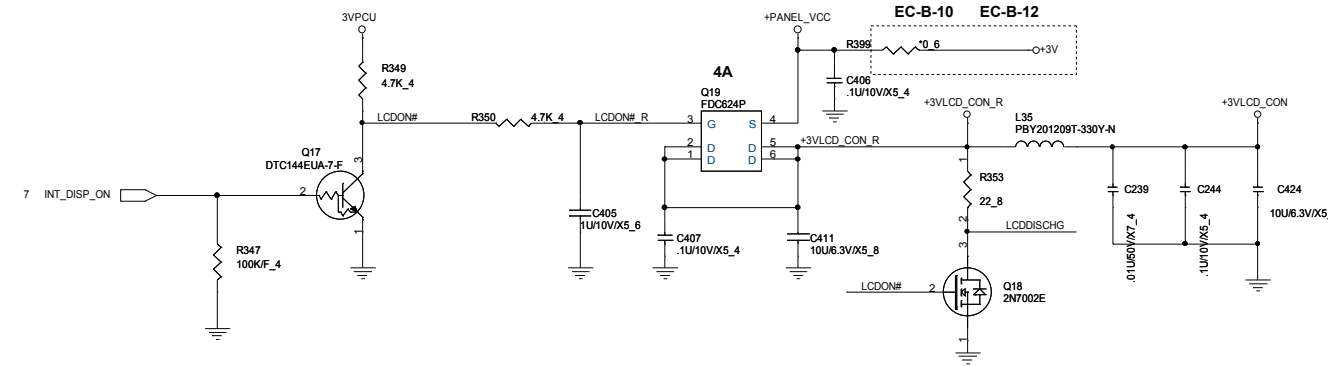 EC-B-10 EC-B-12
3VPCU
+PANEL_VCC
R399
*0_6
+3V
R349
4.7K_4
4A
Q19
FDC624P
C406
.1U/10V/X5_4
+3VLCD_CON_R
+3VLCD_CON
L35
PBY201209T-330Y-N
LCDON#
R350
4.7K_4
LCDON#_R
3
G
S
4
2
D
D
5
+3VLCD_CON_R
1
D
D
6
Q17
DTC144EUA-7-F
3
1
R353
22_8
C239
C244
C424
7 INT_DISP_ON
2
2
LCDDISCHG
.01U/50V/X7_4
.1U/10V/X5_4
10U/6.3V/X5
C405
1U/10V/X5_6
3
1
R347
100K/F_4
C407
.1U/10V/X5_4
C411
10U/6.3V/X5_8
LCDON#
2
Q18
2N7002E
1